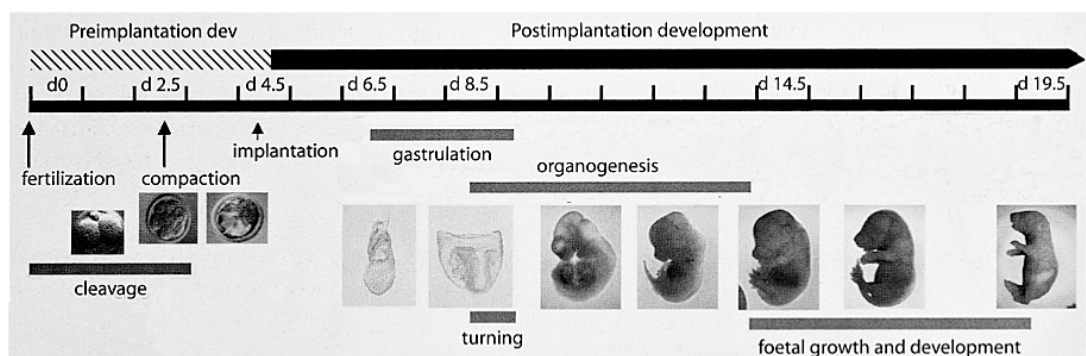 Preimplantation dev
Postimplantation development
d0 d 2.5 d 4.5 d 6.5 d 8.5 d 14.5 d 19.5
fertilization
compaction
implantation
gastrulation
organogenesis
cleavage
turning
foetal growth and development